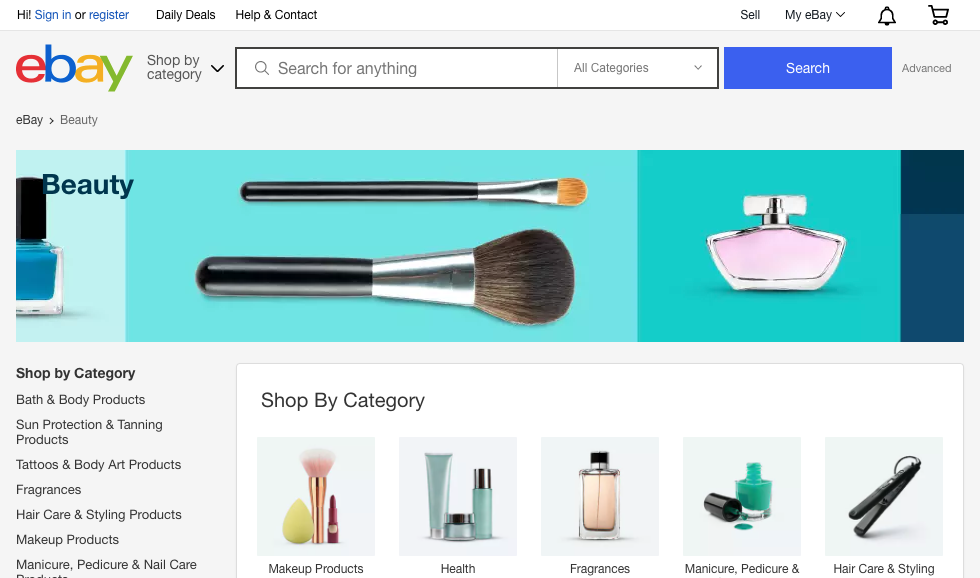 Hi! Sign in or register Daily Deals Help & Contact Sell My eBay
ebay Shop by category Search for anything All Categories Search Advanced
eBay > Beauty
Beauty
Shop by Category
Bath & Body Products
Sun Protection & Tanning
Products
Tattoos & Body Art Products
Fragrances
Hair Care & Styling Products
Makeup Products
Manicure, Pedicure & Nail Care
Products
Shop By Category
Makeup Products
Health
Fragrances
Manicure, Pedicure &
Hair Care & Styling